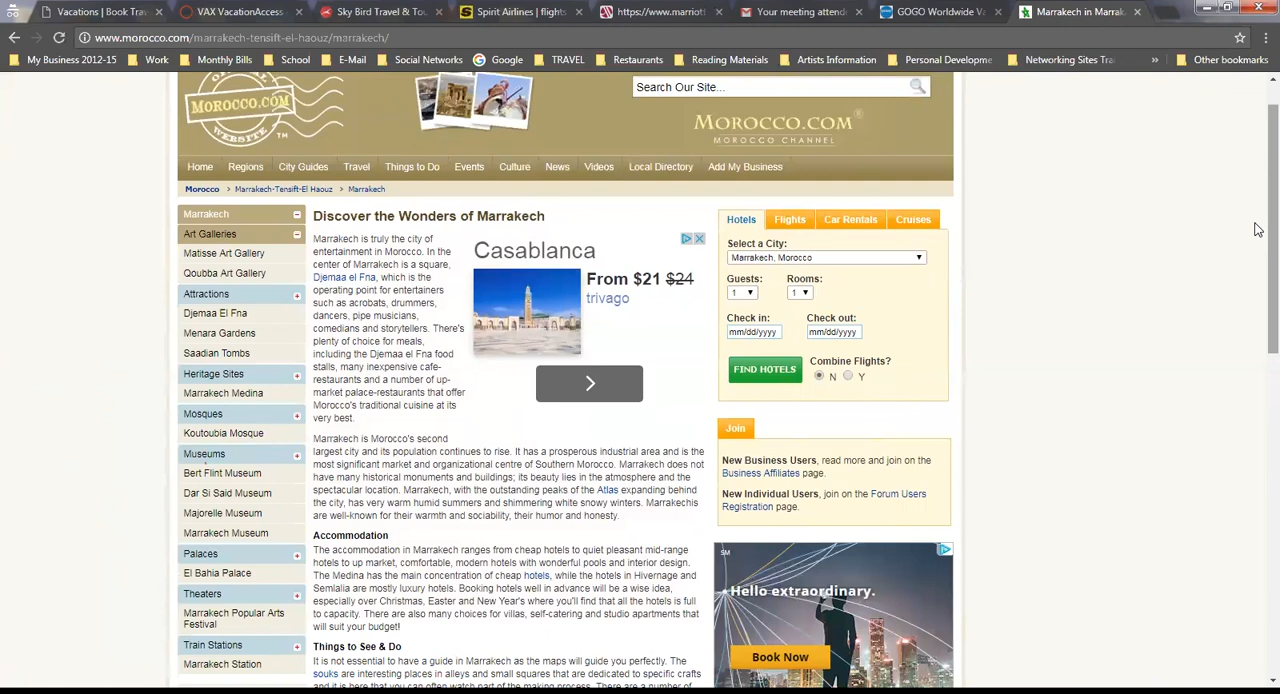 Vacations | Book Trav
VAX VacationAccess
Sky Bird Travel & Tou
Spirit Airlines | flights
https://www.marriott
Your meeting attende
GOGO Worldwide Va
Marrakech in Marrak
www.morocco.com/marrakech-tensift-el-haouz/marrakech/
My Business 2012-15 Work Monthly Bills School E-Mail Social Networks Google TRAVEL Restaurants Reading Materials Artists Information Personal Developme Networking Sites Tra » Other bookmarks
MOROCCO.COM
WEBSITE ™
Search Our Site...
MOROCCO.COM®
MOROCCO CHANNEL
Home Regions City Guides Travel Things to Do Events Culture News Videos Local Directory Add My Business
Morocco > Marrakech-Tensift-El Haouz > Marrakech
Marrakech
Art Galleries
Matisse Art Gallery
Qoubba Art Gallery
Attractions
Djemaa El Fna
Menara Gardens
Saadian Tombs
Heritage Sites
Marrakech Medina
Mosques
Koutoubia Mosque
Museums
Bert Flint Museum
Dar Si Said Museum
Majorelle Museum
Marrakech Museum
Palaces
El Bahia Palace
Theaters
Marrakech Popular Arts
Festival
Train Stations
Marrakech Station
Discover the Wonders of Marrakech
Marrakech is truly the city of
entertainment in Morocco. In the
center of Marrakech is a square,
Djemaa el Fna, which is the
operating point for entertainers
such as acrobats, drummers,
dancers, pipe musicians,
comedians and storytellers. There's
plenty of choice for meals,
including the Djemaa el Fna food
stalls, many inexpensive cafe-
restaurants and a number of up-
market palace-restaurants that offer
Morocco's traditional cuisine at its
very best.
Casablanca
From $21 $24
trivago
Marrakech is Morocco's second
largest city and its population continues to rise. It has a prosperous industrial area and is the
most significant market and organizational centre of Southern Morocco. Marrakech does not
have many historical monuments and buildings; its beauty lies in the atmosphere and the
spectacular location. Marrakech, with the outstanding peaks of the Atlas expanding behind
the city, has very warm humid summers and shimmering white snowy winters. Marrakechis
are well-known for their warmth and sociability, their humor and honesty.
Accommodation
The accommodation in Marrakech ranges from cheap hotels to quiet pleasant mid-range
hotels to up market, comfortable, modern hotels with wonderful pools and interior design.
The Medina has the main concentration of cheap hotels, while the hotels in Hivernage and
Semlalia are mostly luxury hotels. Booking hotels well in advance will be a wise idea,
especially over Christmas, Easter and New Year's where you'll find that all the hotels is full
to capacity. There are also many choices for villas, self-catering and studio apartments that
will suit your budget!
Things to See & Do
It is not essential to have a guide in Marrakech as the maps will guide you perfectly. The
souks are interesting places in alleys and small squares that are dedicated to specific crafts
and it is here that you can often watch part of the making process. There are a number of
Hotels Flights Car Rentals Cruises
Select a City:
Marrakech, Morocco
Guests: Rooms:
1 1
Check in: Check out:
mm/dd/yyyy mm/dd/yyyy
FIND HOTELS
Combine Flights?
N Y
Join
New Business Users, read more and join on the
Business Affiliates page.
New Individual Users, join on the Forum Users
Registration page.
SM
Hello extraordinary.
Book Now